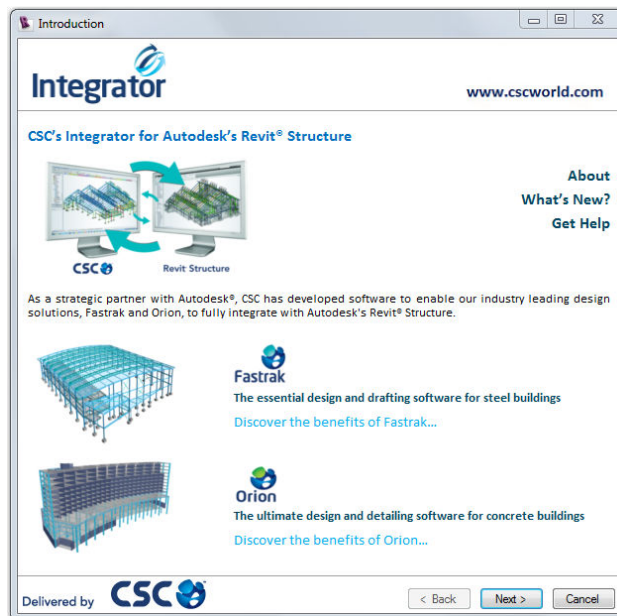 Introduction
Integrator
www.cscworld.com
CSC's Integrator for Autodesk's Revit® Structure
About
What's New?
Get Help
CSC
Revit Structure
As a strategic partner with Autodesk®, CSC has developed software to enable our industry leading design
solutions, Fastrak and Orion, to fully integrate with Autodesk's Revit® Structure.
Fastrak
The essential design and drafting software for steel buildings
Discover the benefits of Fastrak...
Orion
The ultimate design and detailing software for concrete buildings
Discover the benefits of Orion...
Delivered by CSC
< Back
Next >
Cancel